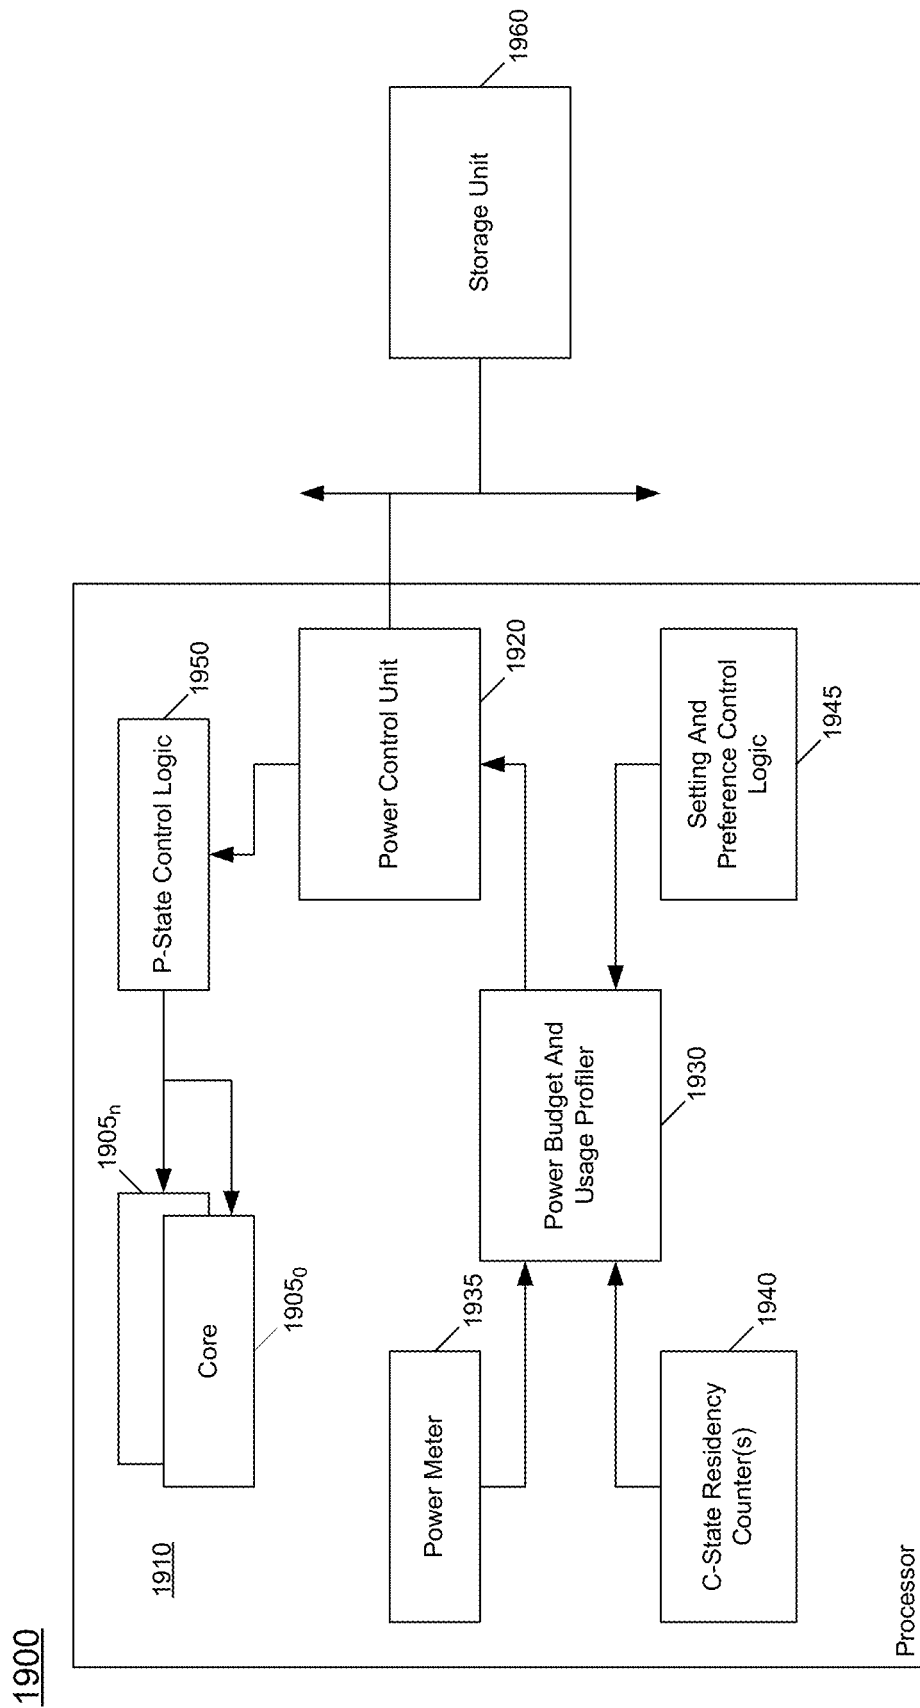 1900
1910
1905n
Core
19050
P-State Control Logic
1950
Power Meter
1935
Power Budget And
Usage Profiler
1930
Power Control Unit
1920
C-State Residency
Counter(s)
1940
Setting And
Preference Control
Logic
1945
Processor
Storage Unit
1960